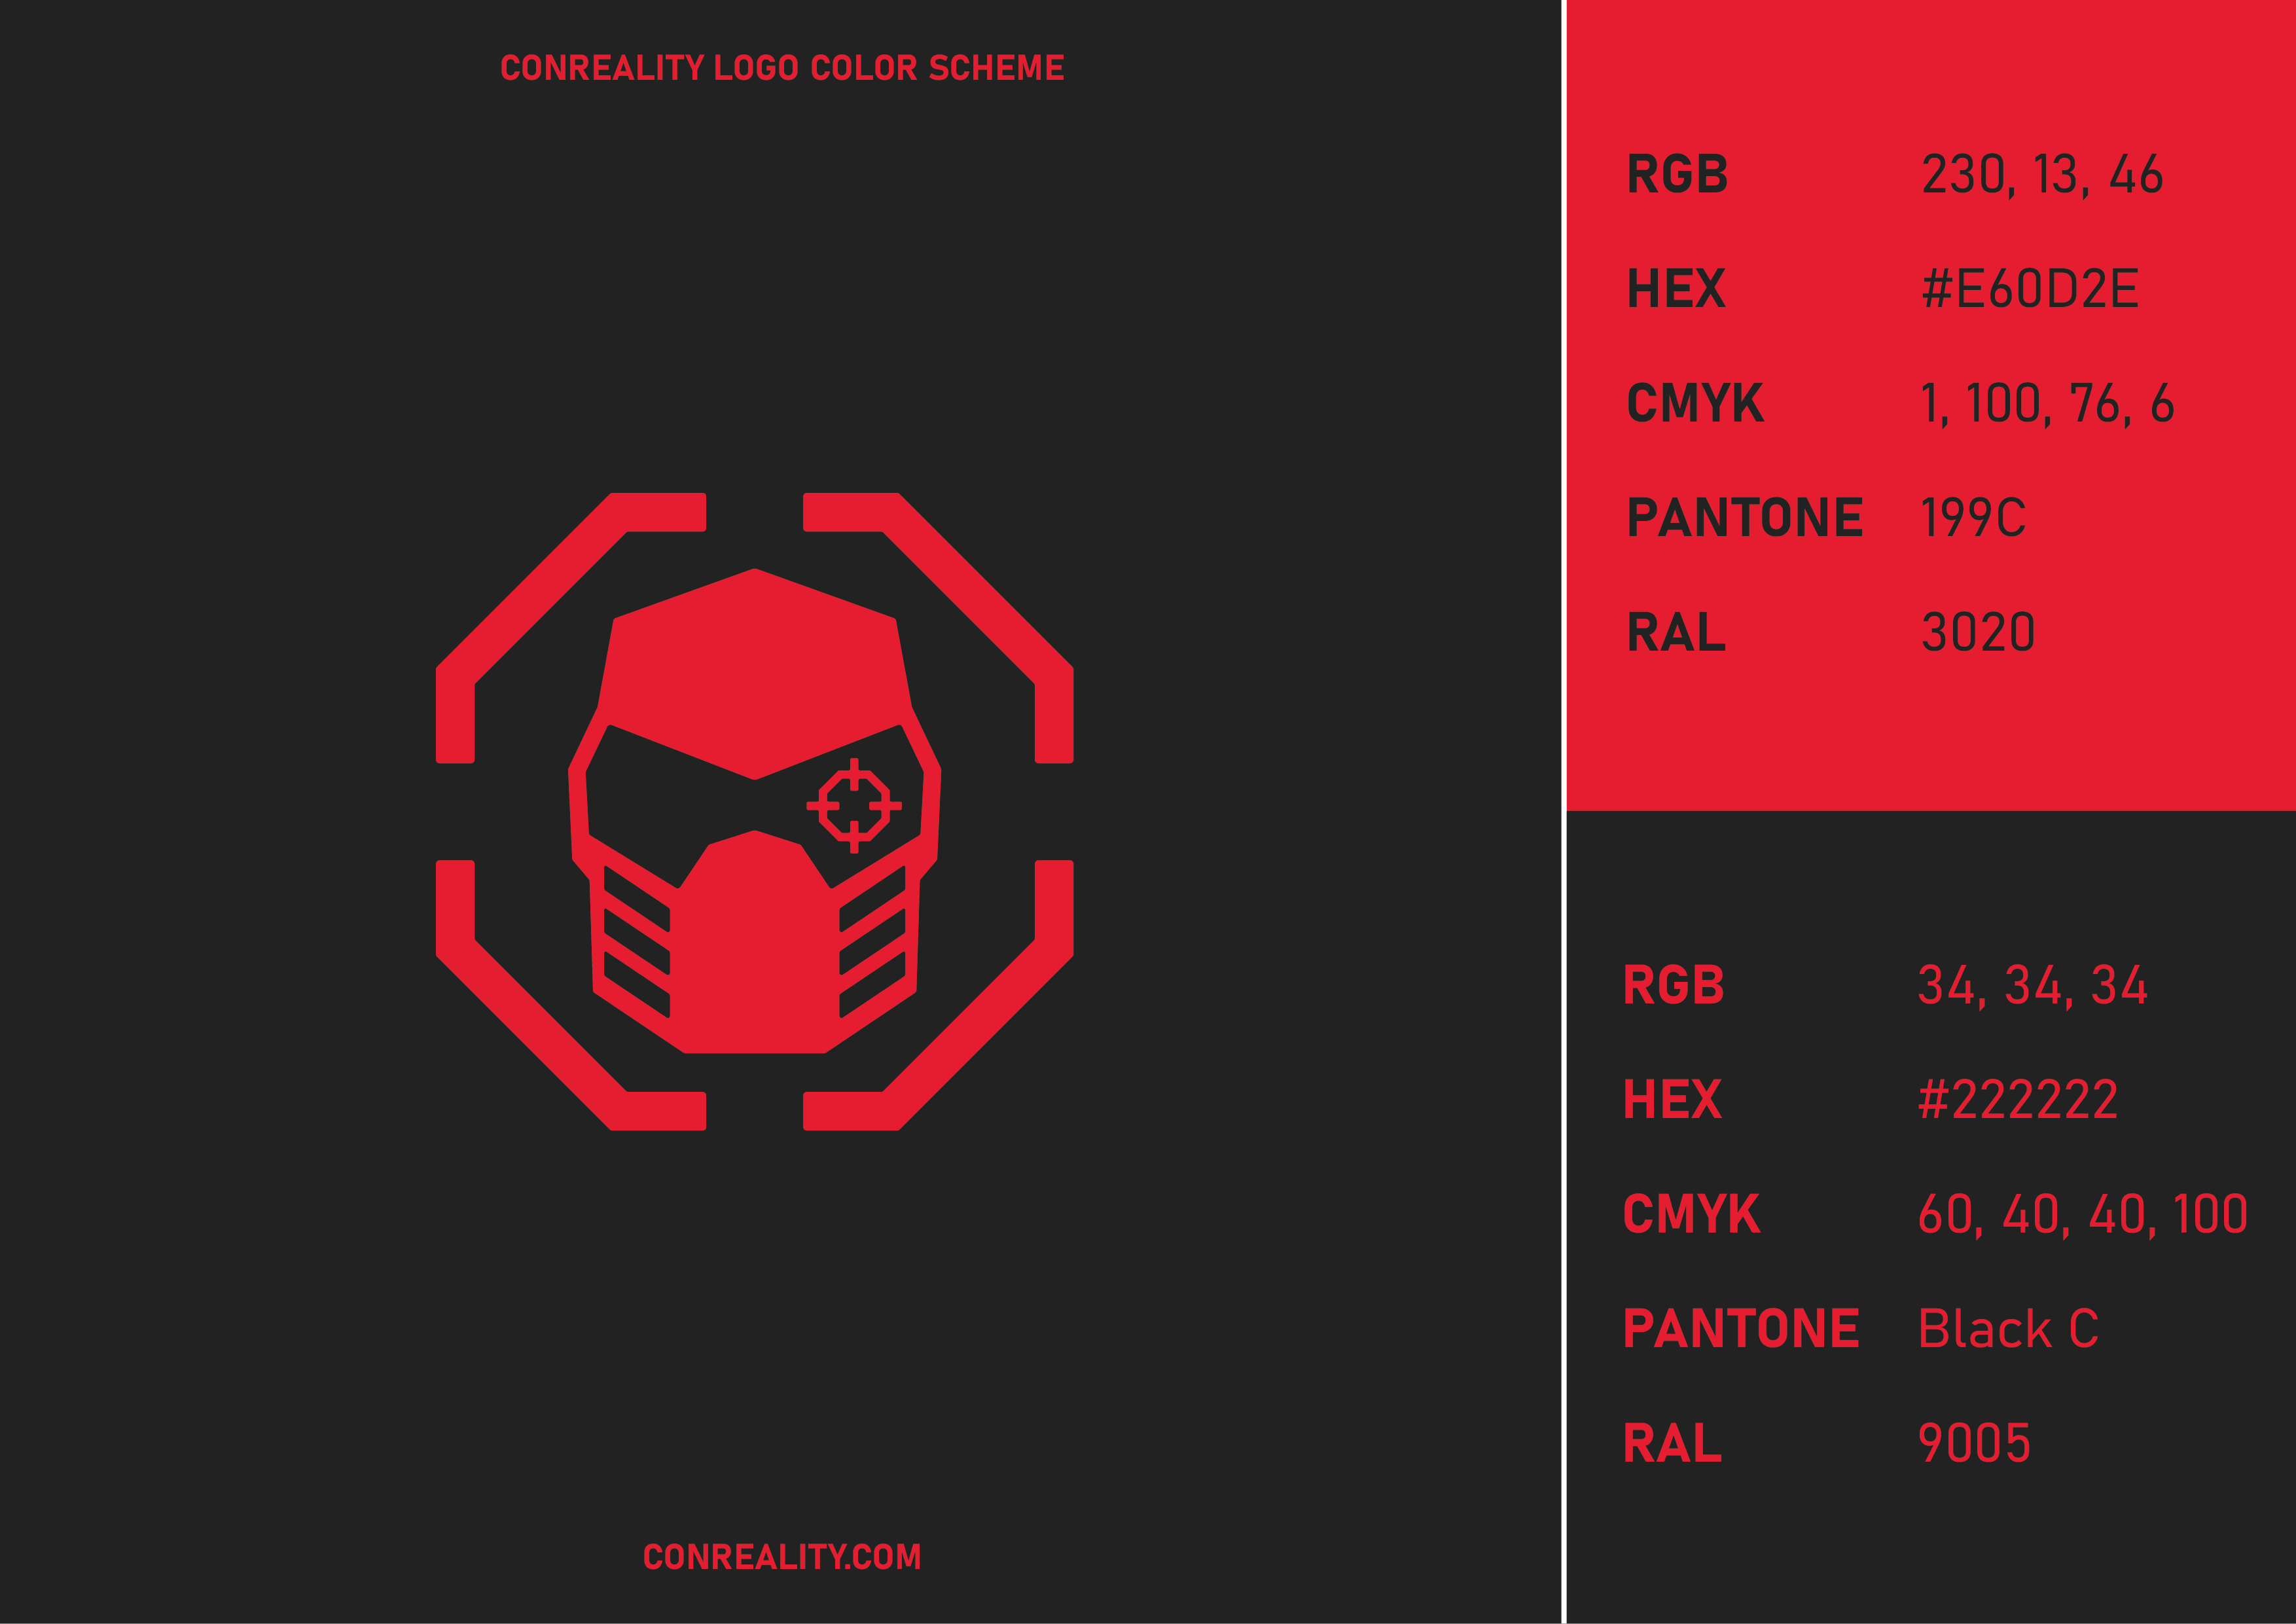 CONREALITY LOGO COLOR SCHEME
CONREALITY.COM
RGB 230, 13, 46
HEX #E60D2E
CMYK 1, 100, 76, 6
PANTONE 199C
RAL 3020
RGB 34, 34, 34
HEX #222222
CMYK 60, 40, 40, 100
PANTONE Black C
RAL 9005